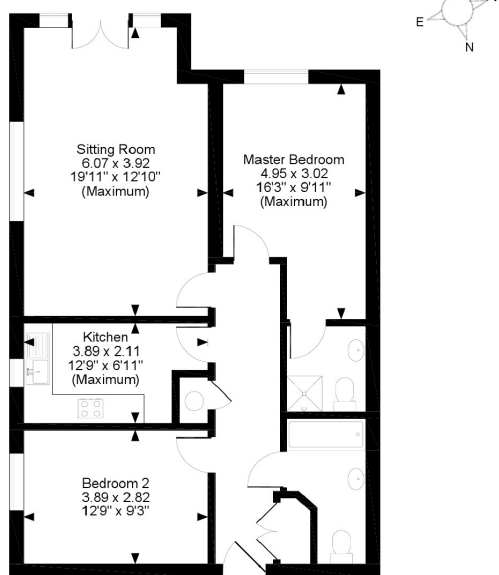 E
N
Sitting Room
6.07 x 3.92
19'11" x 12'10"
(Maximum)
Master Bedroom
4.95 x 3.02
16'3" x 9'11"
(Maximum)
Kitchen
3.89 x 2.11
12'9" x 6'11"
(Maximum)
Bedroom 2
3.89 x 2.82
12'9" x 9'3"